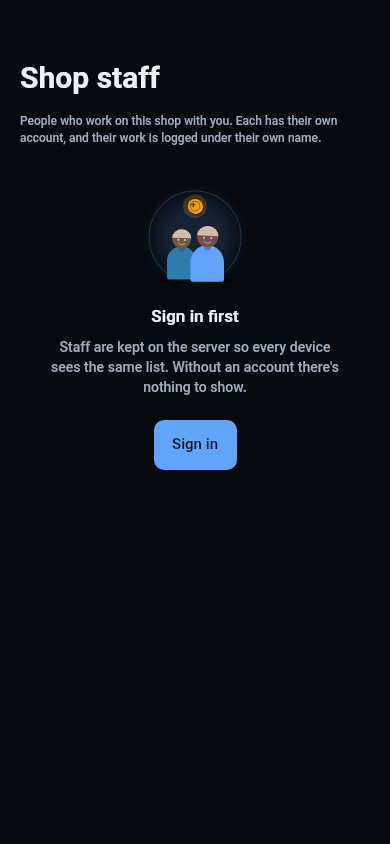 Shop staff
People who work on this shop with you. Each has their own
account, and their work is logged under their own name.
Sign in first
Staff are kept on the server so every device
sees the same list. Without an account there's
nothing to show.
Sign in